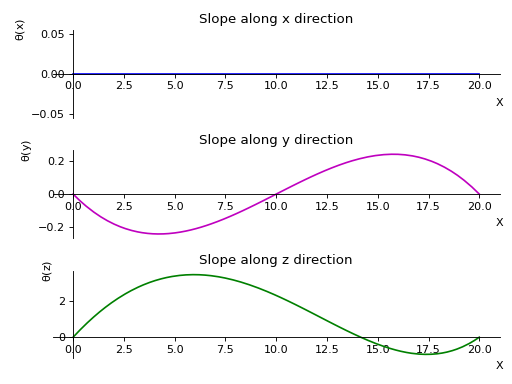 Slope along x direction
θ(x)
0.05
0.00
−0.05
0.0 2.5 5.0 7.5 10.0 12.5 15.0 17.5 20.0
x
Slope along y direction
θ(y)
0.2
0.0
−0.2
0.0 2.5 5.0 7.5 10.0 12.5 15.0 17.5 20.0
x
Slope along z direction
θ(z)
2
0
0.0 2.5 5.0 7.5 10.0 12.5 15.0 17.5 20.0
x